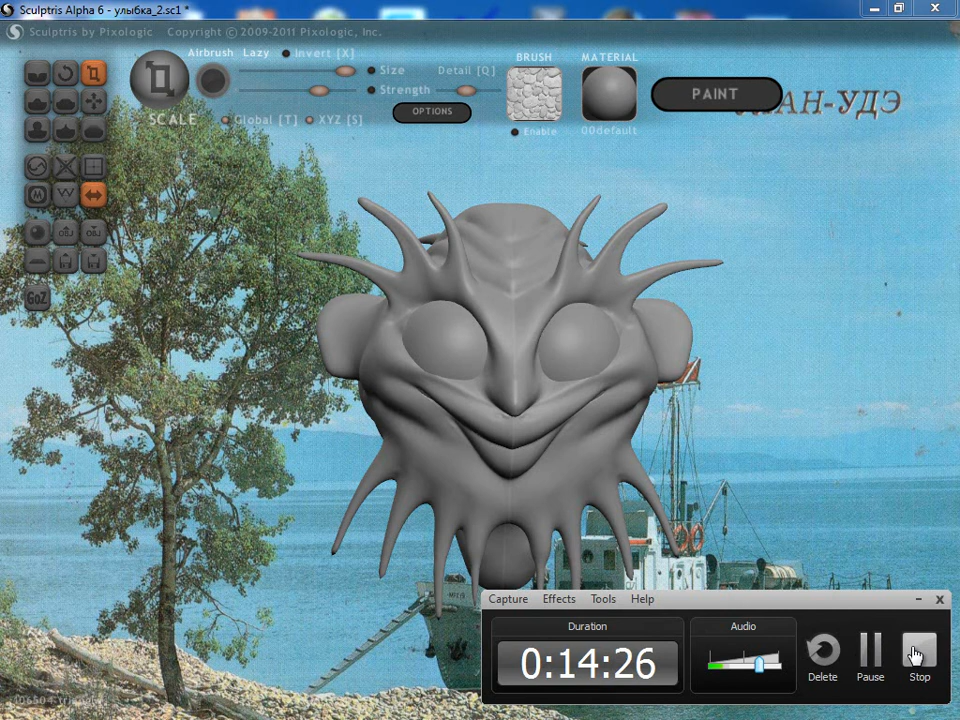 Sculptris Alpha 6 - улыбка_2.sc1 *
Sculptris by Pixologic Copyright © 2009-2011 Pixologic, Inc.
Airbrush Lazy Invert [X]
Size Detail [Q]
Strength
OPTIONS
SCALE Global [T] XYZ [S]
BRUSH
Enable
MATERIAL
00default
PAINT
АН-УДЭ
OBJ OBJ
GoZ
Capture Effects Tools Help
Duration
0:14:26
Audio
Delete Pause Stop